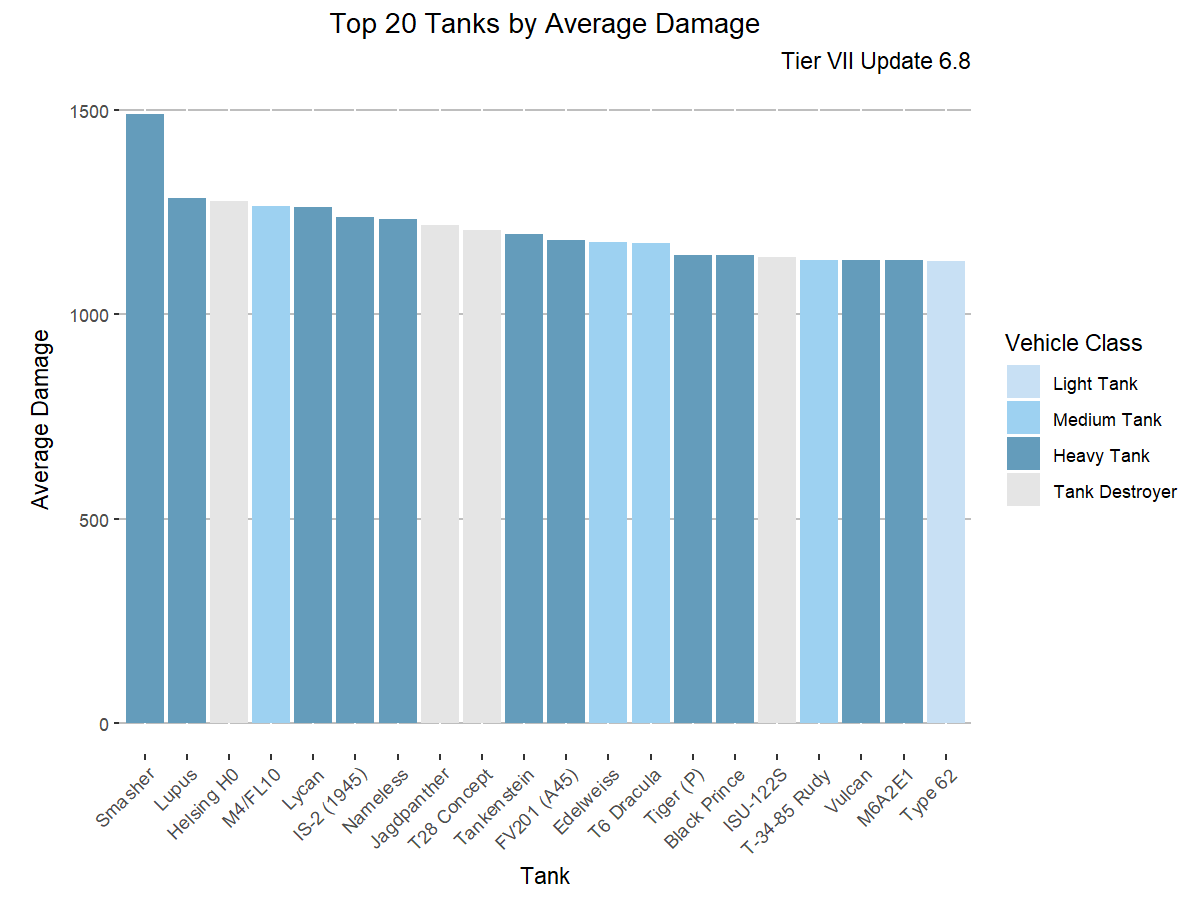 Top 20 Tanks by Average Damage
Tier VII Update 6.8
1500
1000
500
0
Average Damage
Smasher
Lupus
Helsing H0
M4/FL10
Lycan
IS-2 (1945)
Nameless
Jagdpanther
T28 Concept
Tankenstein
FV201 (A45)
Edelweiss
T6 Dracula
Tiger (P)
Black Prince
ISU-122S
T-34-85 Rudy
Vulcan
M6A2E1
Type 62
Tank
Vehicle Class
Light Tank
Medium Tank
Heavy Tank
Tank Destroyer